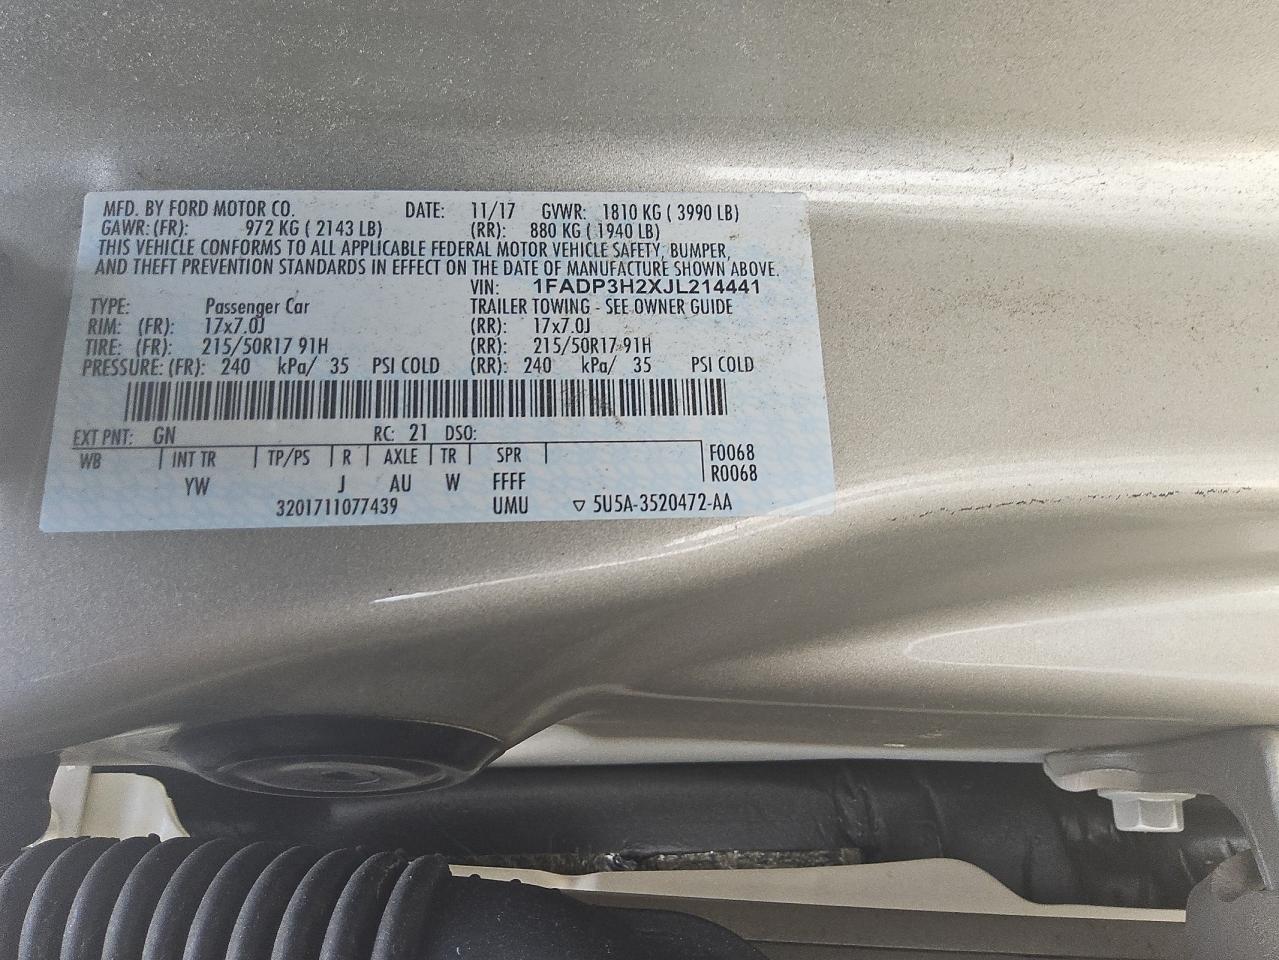 MFD. BY FORD MOTOR CO. DATE: 11/17 GVWR: 1810 KG ( 3990 LB)
GAWR: (FR): 972 KG ( 2143 LB) (RR): 880 KG ( 1940 LB)
THIS VEHICLE CONFORMS TO ALL APPLICABLE FEDERAL MOTOR VEHICLE SAFETY, BUMPER,
AND THEFT PREVENTION STANDARDS IN EFFECT ON THE DATE OF MANUFACTURE SHOWN ABOVE.
VIN: 1FADP3H2XJL214441
TYPE: Passenger Car TRAILER TOWING - SEE OWNER GUIDE
RIM: (FR): 17x7.0J (RR): 17x7.0J
TIRE: (FR): 215/50R17 91H (RR): 215/50R17 91H
PRESSURE: (FR): 240 kPa/ 35 PSI COLD (RR): 240 kPa/ 35 PSI COLD
EXT PNT: GN RC: 21 DSO:
WB INT TR TP/PS R AXLE TR SPR F0068
R0068
YW J AU W FFFF
3201711077439 UMU ▽ 5U5A-3520472-AA